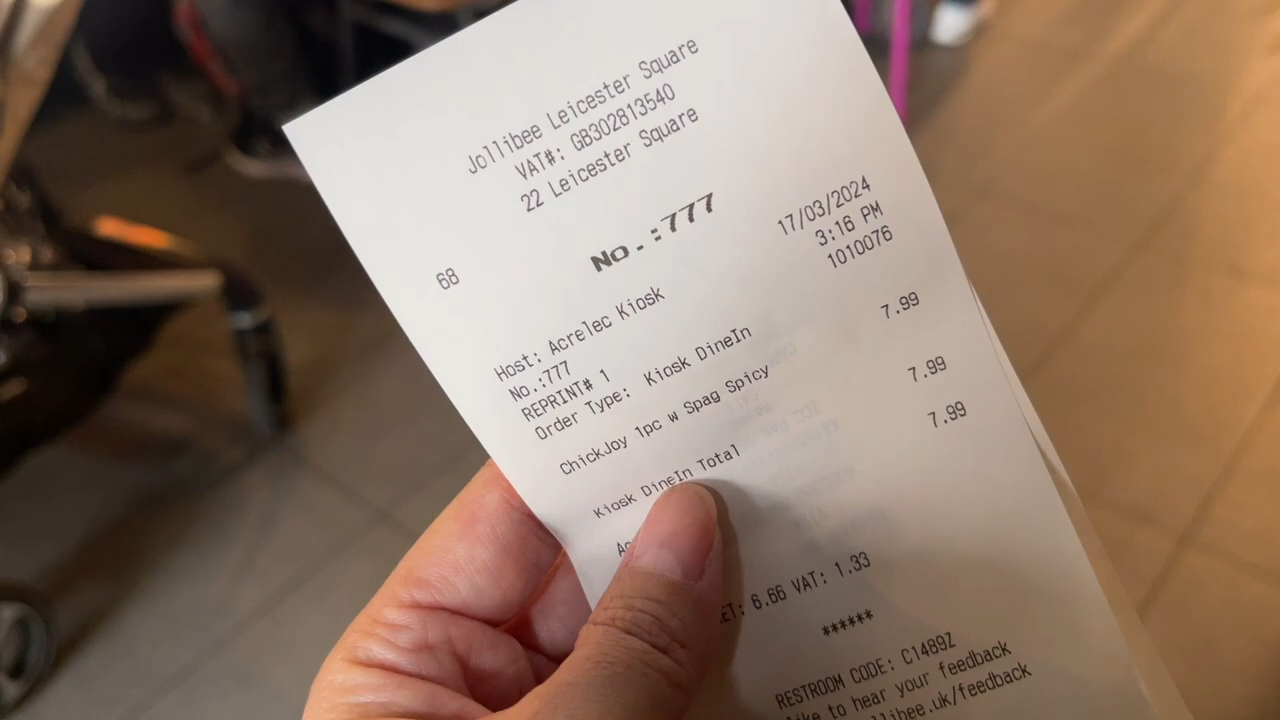 Jollibee Leicester Square
VAT#: GB302813540
22 Leicester Square
No.:777
17/03/2024
68
3:16 PM
1010076
Host: Acrelec Kiosk
No.:777
REPRINT# 1
Order Type: Kiosk DineIn
ChickJoy 1pc w Spag Spicy 7.99
Kiosk DineIn Total 7.99
7.99
6.66 VAT: 1.33
******
RESTROOM CODE: C1489Z
like to hear your feedback